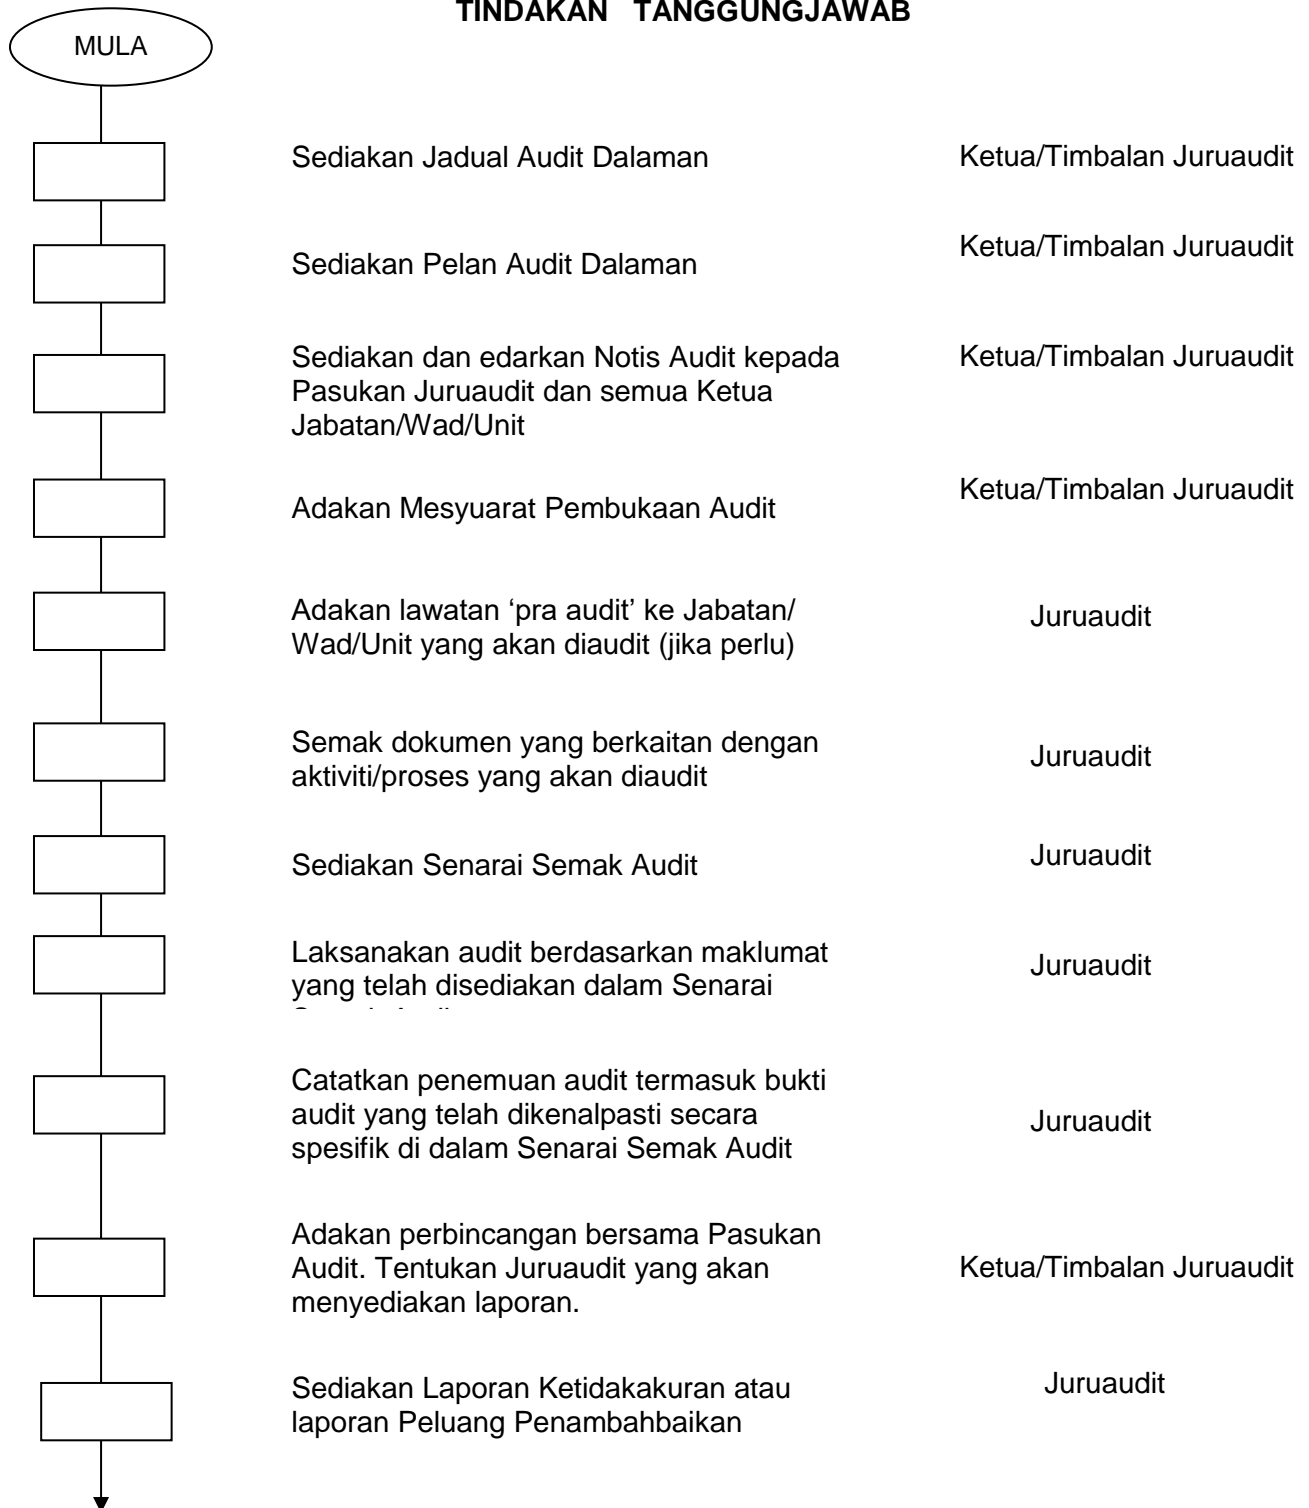 TINDAKAN TANGGUNGJAWAB
MULA
Sediakan Jadual Audit Dalaman
Ketua/Timbalan Juruaudit
Sediakan Pelan Audit Dalaman
Ketua/Timbalan Juruaudit
Sediakan dan edarkan Notis Audit kepada
Pasukan Juruaudit dan semua Ketua
Jabatan/Wad/Unit
Ketua/Timbalan Juruaudit
Adakan Mesyuarat Pembukaan Audit
Ketua/Timbalan Juruaudit
Adakan lawatan ‘pra audit’ ke Jabatan/
Wad/Unit yang akan diaudit (jika perlu)
Juruaudit
Semak dokumen yang berkaitan dengan
aktiviti/proses yang akan diaudit
Juruaudit
Sediakan Senarai Semak Audit
Juruaudit
Laksanakan audit berdasarkan maklumat
yang telah disediakan dalam Senarai
Juruaudit
Catatkan penemuan audit termasuk bukti
audit yang telah dikenalpasti secara
spesifik di dalam Senarai Semak Audit
Juruaudit
Adakan perbincangan bersama Pasukan
Audit. Tentukan Juruaudit yang akan
menyediakan laporan.
Ketua/Timbalan Juruaudit
Sediakan Laporan Ketidakakuran atau
laporan Peluang Penambahbaikan
Juruaudit